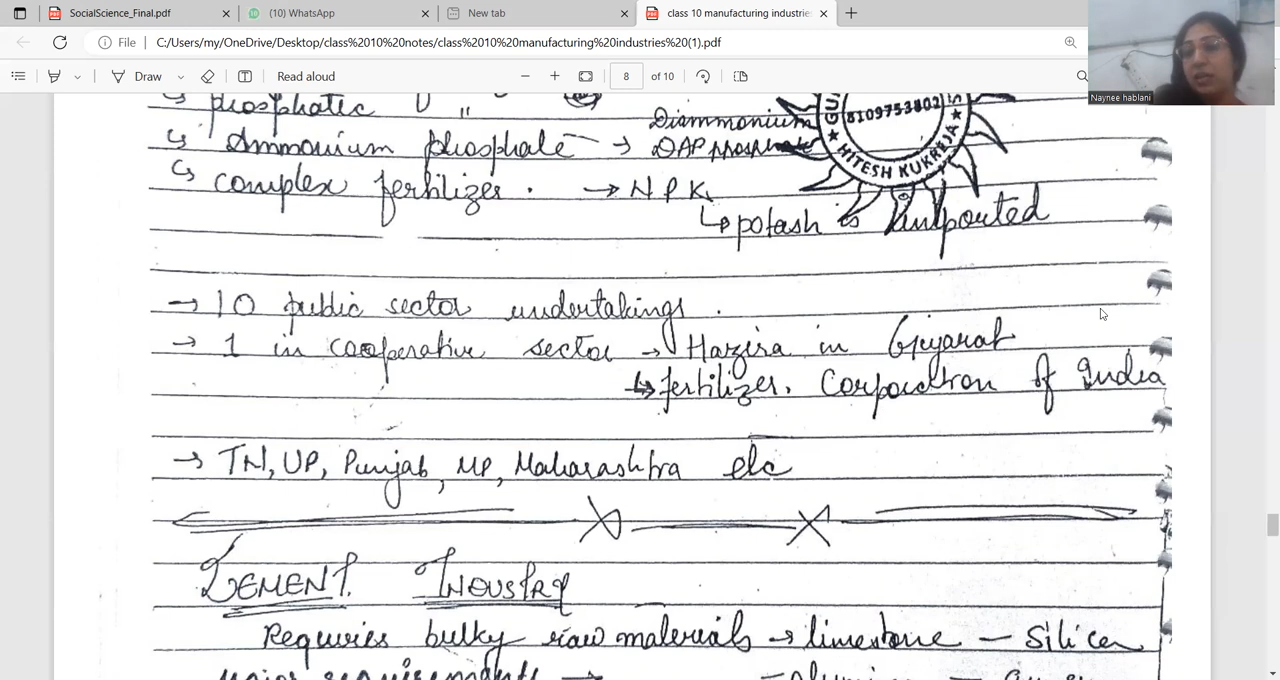 SocialScience_Final.pdf
(10) WhatsApp
New tab
class 10 manufacturing industrie
File
C:/Users/my/OneDrive/Desktop/class%2010%20notes/class%2010%20manufacturing%20industries%20(1).pdf
Draw
Read aloud
8 of 10
Naynee hablani
phosphatic "
Ammonium phosphate → Diammonium
DAP phosphate
8109753802
HITESH KUKREJA
complex fertilizer. → NPK
potash is imported
→ 10 public sector undertakings.
→ 1 in cooperative sector → Hazira in Gujarat
fertilizer. Corporation of India
→ TN, UP, Punjab, MP, Maharashtra etc
CEMENT INDUSTRY
Requires bulky raw materials → limestone - silica
major requirements →